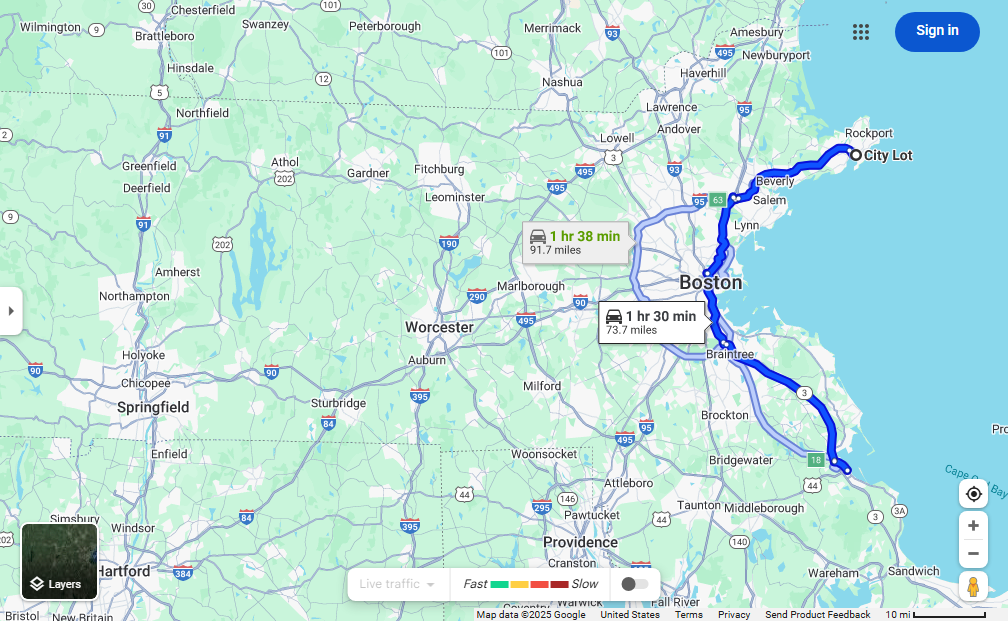 Chesterfield
30
101
Wilmington
9
Swanzey
Peterborough
Merrimack
93
Amesbury
Sign in
Brattleboro
101
495
Newburyport
Hinsdale
12
Nashua
Haverhill
5
Northfield
Lawrence
95
2
91
Andover
Rockport
Greenfield
Athol
Lowell
3
City Lot
202
Gardner
Fitchburg
495
93
Deerfield
495
Beverly
Leominster
95
63
Salem
9
91
Lynn
202
190
1 hr 38 min
91.7 miles
Amherst
Boston
Northampton
290
Marlborough
90
495
1 hr 30 min
73.7 miles
Worcester
Holyoke
Auburn
Braintree
90
90
Chicopee
Milford
3
395
Springfield
Sturbridge
84
Brockton
95
495
Enfield
Woonsocket
Bridgewater
18
44
Attleboro
44
146
Taunton
Middleborough
Simsbury
295
Pawtucket
44
3
3A
202
Windsor
84
395
Providence
140
Cranston
Hartford
384
Wareham
Sandwich
Layers
Live traffic
Fast
Slow
Fall River
Bristol
New Britain
Coventry
Warwick
Map data ©2025 Google
United States
Terms
Privacy
Send Product Feedback
10 mi